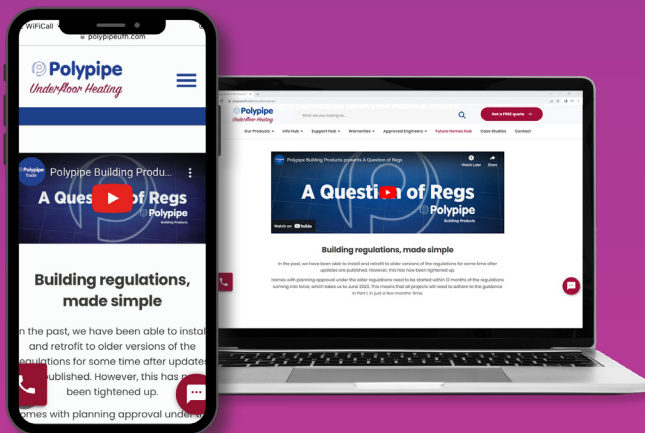 WiFiCall
polypipeufh.com
Polypipe
Underfloor Heating
Polypipe Trade
Polypipe Building Produ...
A Ques of Regs
Polypipe
Building Products
Building regulations,
made simple
In the past, we have been able to instal
and retrofit to older versions of the
regulations for some time after updates
published. However, this has n
been tightened up.
omes with planning approval under
Polypipe
Underfloor Heating
What are you looking for...
Get a FREE quote →
Our Products
Info Hub
Support Hub
Warranties
Approved Engineers
Future Homes Hub
Case Studies
Contact
Polypipe Building Products presents A Question of Regs
Watch Later
Share
A Questi n of Regs
Polypipe
Building Products
Watch on YouTube
Building regulations, made simple
In the past, we have been able to install and retrofit to older versions of the regulations for some time after
updates are published. However, this has now been tightened up.
Homes with planning approval under the older regulations need to be started within 12 months of the regulations
coming into force, which takes us to June 2023. This means that all projects will need to adhere to the guidance
in Part L in just a few months' time.